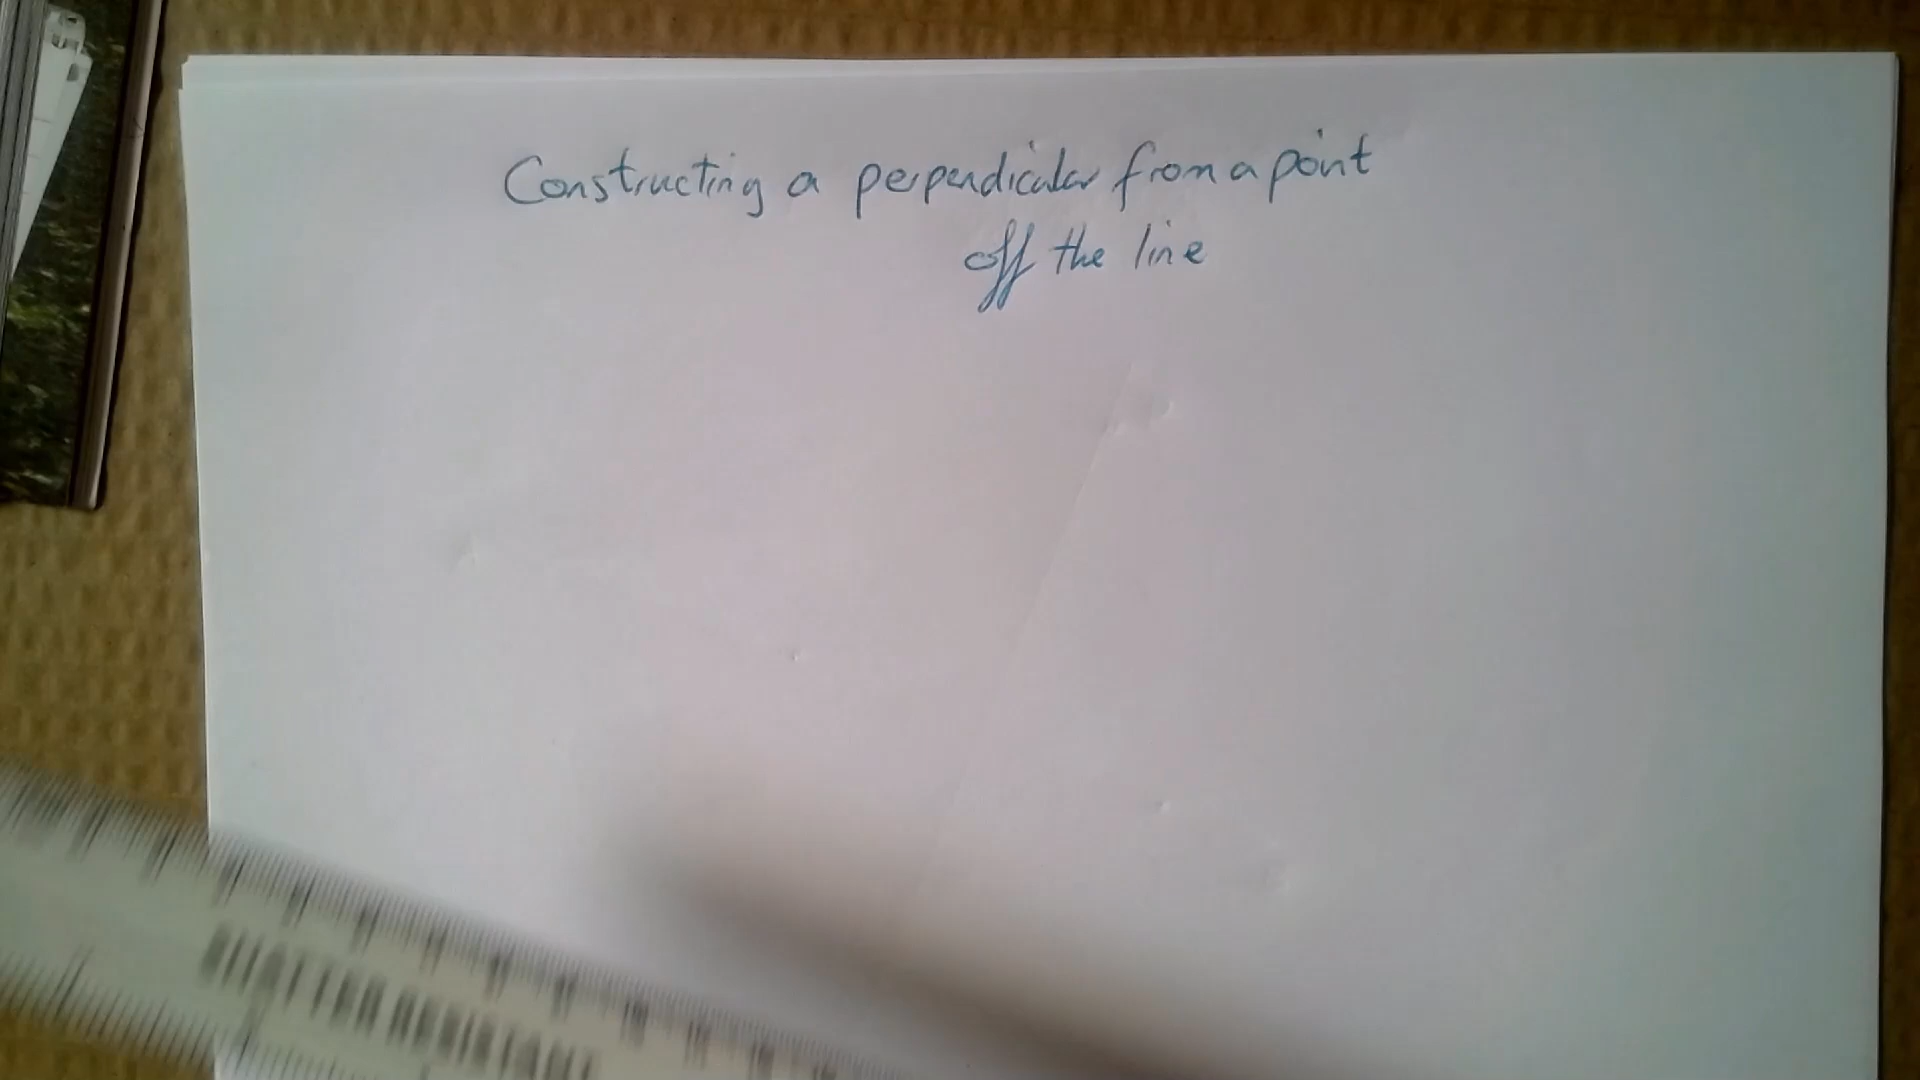 Constructing a perpendicular from a point
off the line